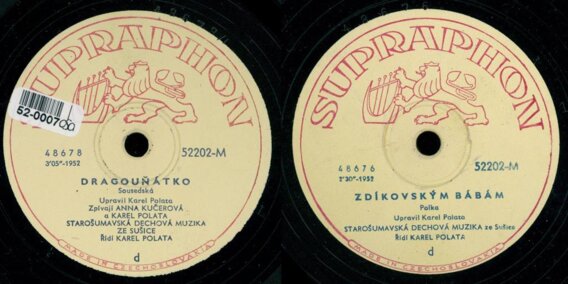 SUPRAPHON
52-0007
48678
3'05"-1952
52202-M
DRAGOUŇÁTKO
Sousedská
Upravil Karel Polata
Zpívají ANNA KUČEROVÁ
a KAREL POLATA
STAROŠUMAVSKÁ DECHOVÁ MUZIKA
ZE SUŠICE
Řídí KAREL POLATA
d
MADE IN CZECHOSLOVAKIA
SUPRAPHON
48676
2'30"-1952
52202-M
ZDÍKOVSKÝM BÁBÁM
Polka
Upravil Karel Polata
STAROŠUMAVSKÁ DECHOVÁ MUZIKA ze Sušice
Řídí KAREL POLATA
d
MADE IN CZECHOSLOVAKIA